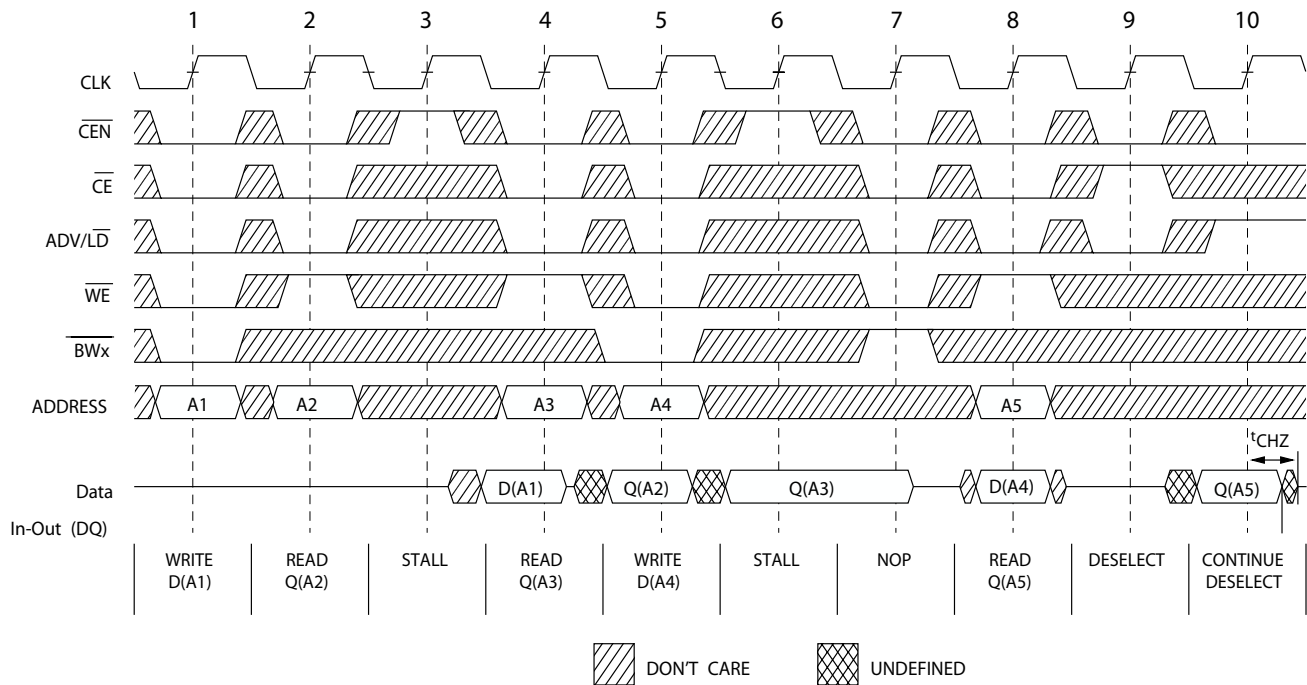 1 2 3 4 5 6 7 8 9 10
CLK
CEN
CE
ADV/LD
WE
BWx
ADDRESS A1 A2 A3 A4 A5
tCHZ
Data D(A1) Q(A2) Q(A3) D(A4) Q(A5)
In-Out (DQ)
WRITE READ STALL READ WRITE STALL NOP READ DESELECT CONTINUE
D(A1) Q(A2) Q(A3) D(A4) Q(A5) DESELECT
DON'T CARE UNDEFINED